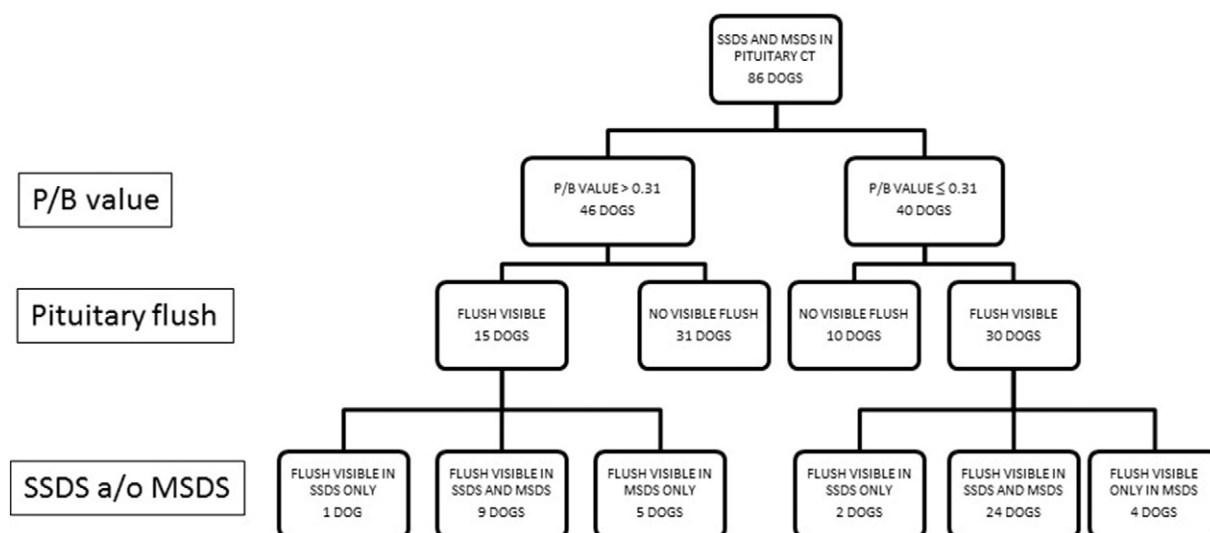 SSDS AND MSDS IN
PITUITARY CT
86 DOGS
P/B value
P/B VALUE > 0.31
46 DOGS
P/B VALUE ≤ 0.31
40 DOGS
Pituitary flush
FLUSH VISIBLE
15 DOGS
NO VISIBLE FLUSH
31 DOGS
NO VISIBLE FLUSH
10 DOGS
FLUSH VISIBLE
30 DOGS
SSDS a/o MSDS
FLUSH VISIBLE IN
SSDS ONLY
1 DOG
FLUSH VISIBLE IN
SSDS AND MSDS
9 DOGS
FLUSH VISIBLE IN
MSDS ONLY
5 DOGS
FLUSH VISIBLE IN
SSDS ONLY
2 DOGS
FLUSH VISIBLE IN
SSDS AND MSDS
24 DOGS
FLUSH VISIBLE
ONLY IN MSDS
4 DOGS